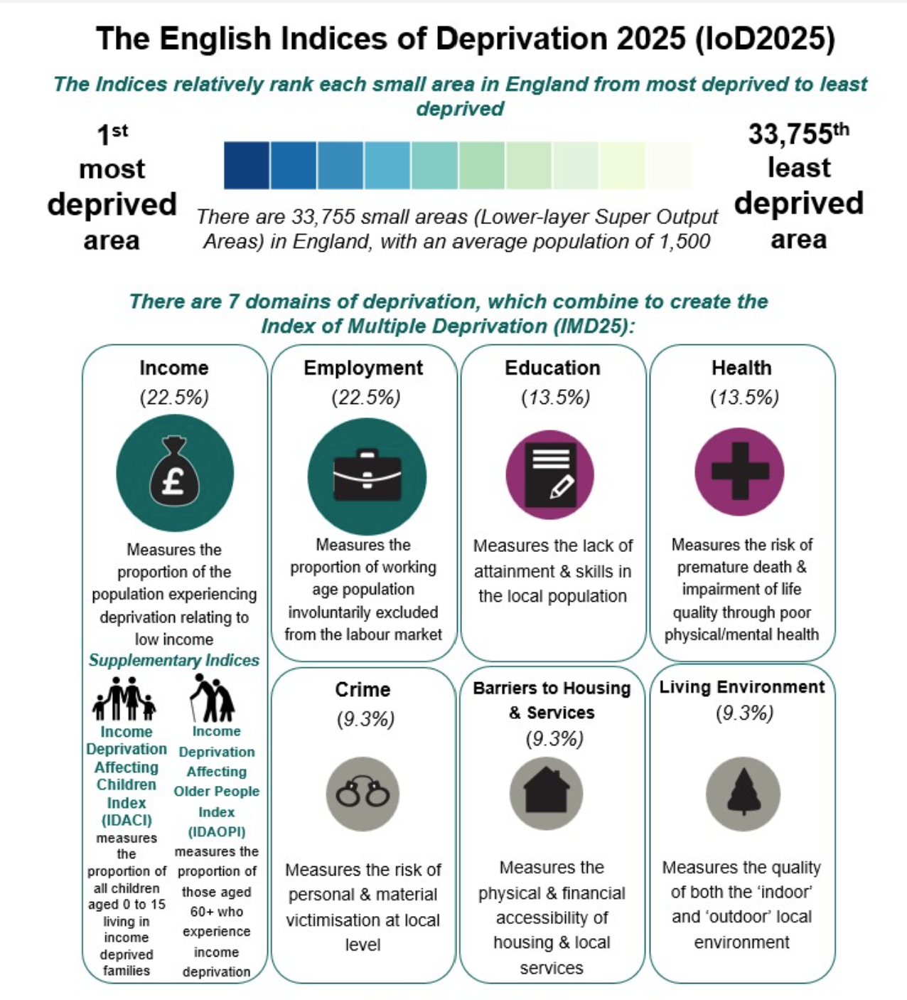 The English Indices of Deprivation 2025 (IoD2025)
The Indices relatively rank each small area in England from most deprived to least
deprived
1st
most
deprived
area
33,755th
least
deprived
area
There are 33,755 small areas (Lower-layer Super Output
Areas) in England, with an average population of 1,500
There are 7 domains of deprivation, which combine to create the
Index of Multiple Deprivation (IMD25):
Income
(22.5%)
£
Measures the
proportion of the
population experiencing
deprivation relating to
low income
Supplementary Indices
Income
Deprivation
Affecting
Children
Index
(IDACI)
measures
the
proportion of
all children
aged 0 to 15
living in
income
deprived
families
Income
Deprivation
Affecting
Older People
Index
(IDAOPI)
measures the
proportion of
those aged
60+ who
experience
income
deprivation
Employment
(22.5%)
Measures the
proportion of working
age population
involuntarily excluded
from the labour market
Education
(13.5%)
Measures the lack of
attainment & skills in
the local population
Health
(13.5%)
Measures the risk of
premature death &
impairment of life
quality through poor
physical/mental health
Crime
(9.3%)
Measures the risk of
personal & material
victimisation at local
level
Barriers to Housing
& Services
(9.3%)
Measures the
physical & financial
accessibility of
housing & local
services
Living Environment
(9.3%)
Measures the quality
of both the ‘indoor’
and ‘outdoor’ local
environment